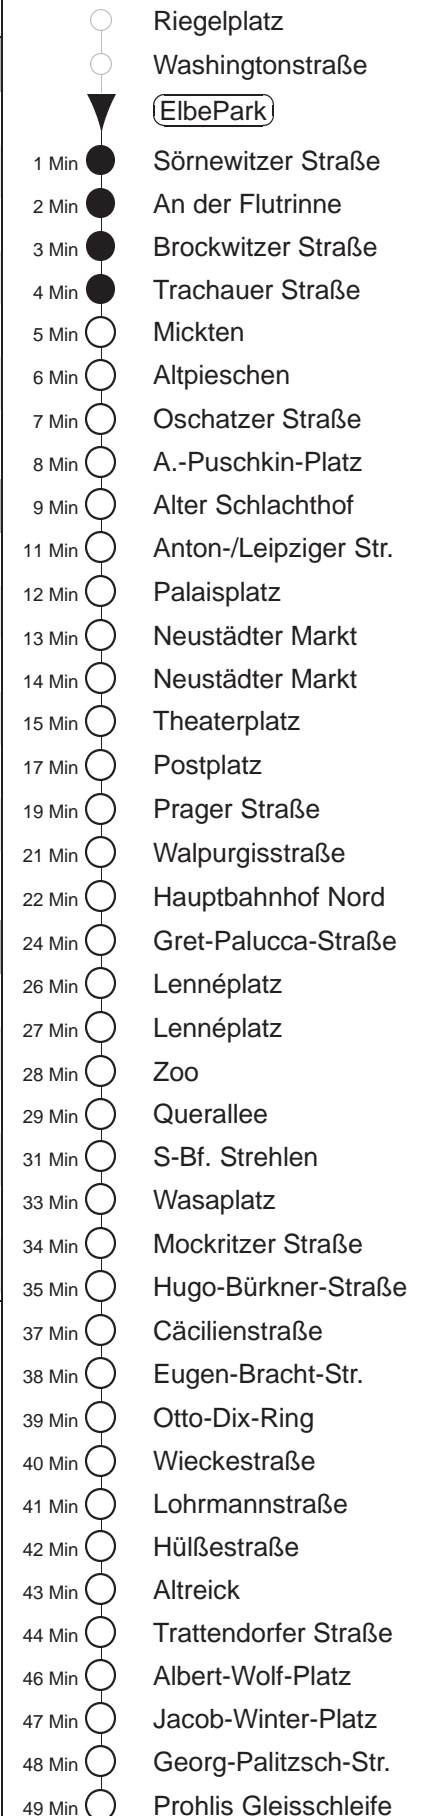 Riegelplatz
Washingtonstraße
ElbePark
1 Min Sörnewitzer Straße
2 Min An der Flutrinne
3 Min Brockwitzer Straße
4 Min Trachauer Straße
5 Min Mickten
6 Min Altpieschen
7 Min Oschatzer Straße
8 Min A.-Puschkin-Platz
9 Min Alter Schlachthof
11 Min Anton-/Leipziger Str.
12 Min Palaisplatz
13 Min Neustädter Markt
14 Min Neustädter Markt
15 Min Theaterplatz
17 Min Postplatz
19 Min Prager Straße
21 Min Walpurgisstraße
22 Min Hauptbahnhof Nord
24 Min Gret-Palucca-Straße
26 Min Lennéplatz
27 Min Lennéplatz
28 Min Zoo
29 Min Querallee
31 Min S-Bf. Strehlen
33 Min Wasaplatz
34 Min Mockritzer Straße
35 Min Hugo-Bürkner-Straße
37 Min Cäcilienstraße
38 Min Eugen-Bracht-Str.
39 Min Otto-Dix-Ring
40 Min Wieckestraße
41 Min Lohrmannstraße
42 Min Hülßestraße
43 Min Altreick
44 Min Trattendorfer Straße
46 Min Albert-Wolf-Platz
47 Min Jacob-Winter-Platz
48 Min Georg-Palitzsch-Str.
49 Min Prohlis Gleisschleife